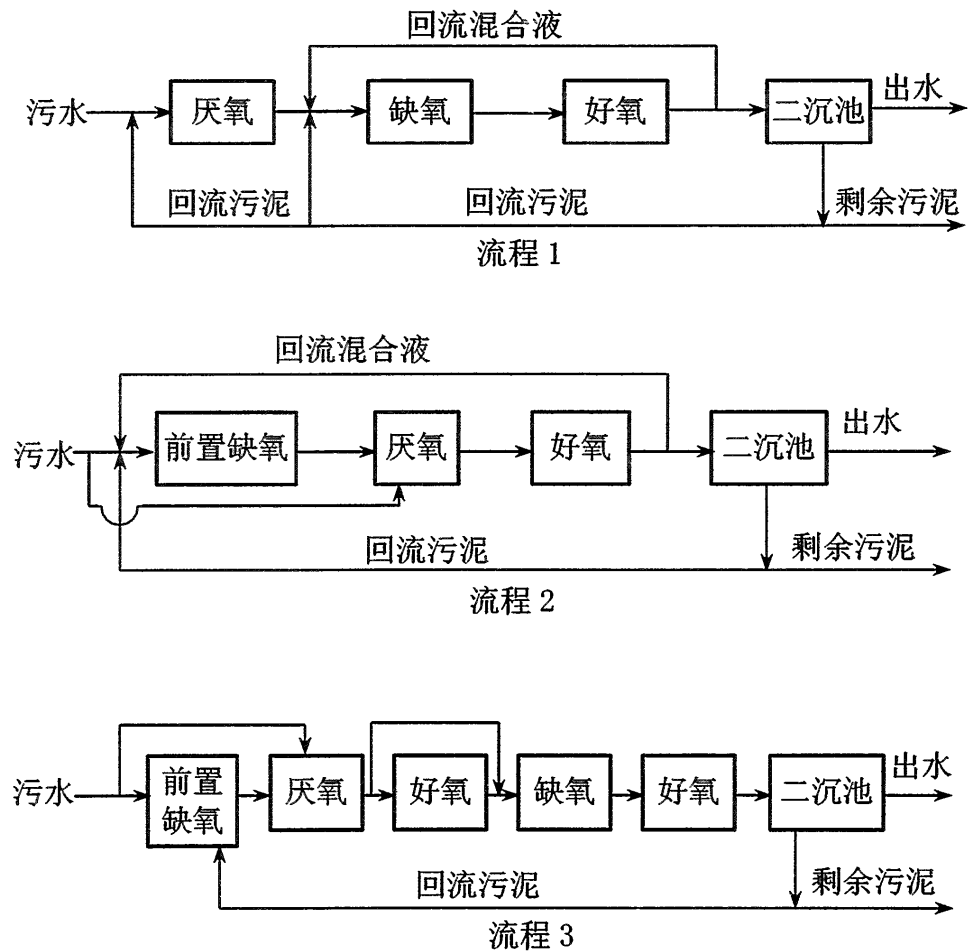 回流混合液
污水
厌氧
缺氧
好氧
二沉池
出水
回流污泥
回流污泥
剩余污泥
流程1
回流混合液
污水
前置缺氧
厌氧
好氧
二沉池
出水
回流污泥
剩余污泥
流程2
污水
前置
缺氧
厌氧
好氧
缺氧
好氧
二沉池
出水
回流污泥
剩余污泥
流程3